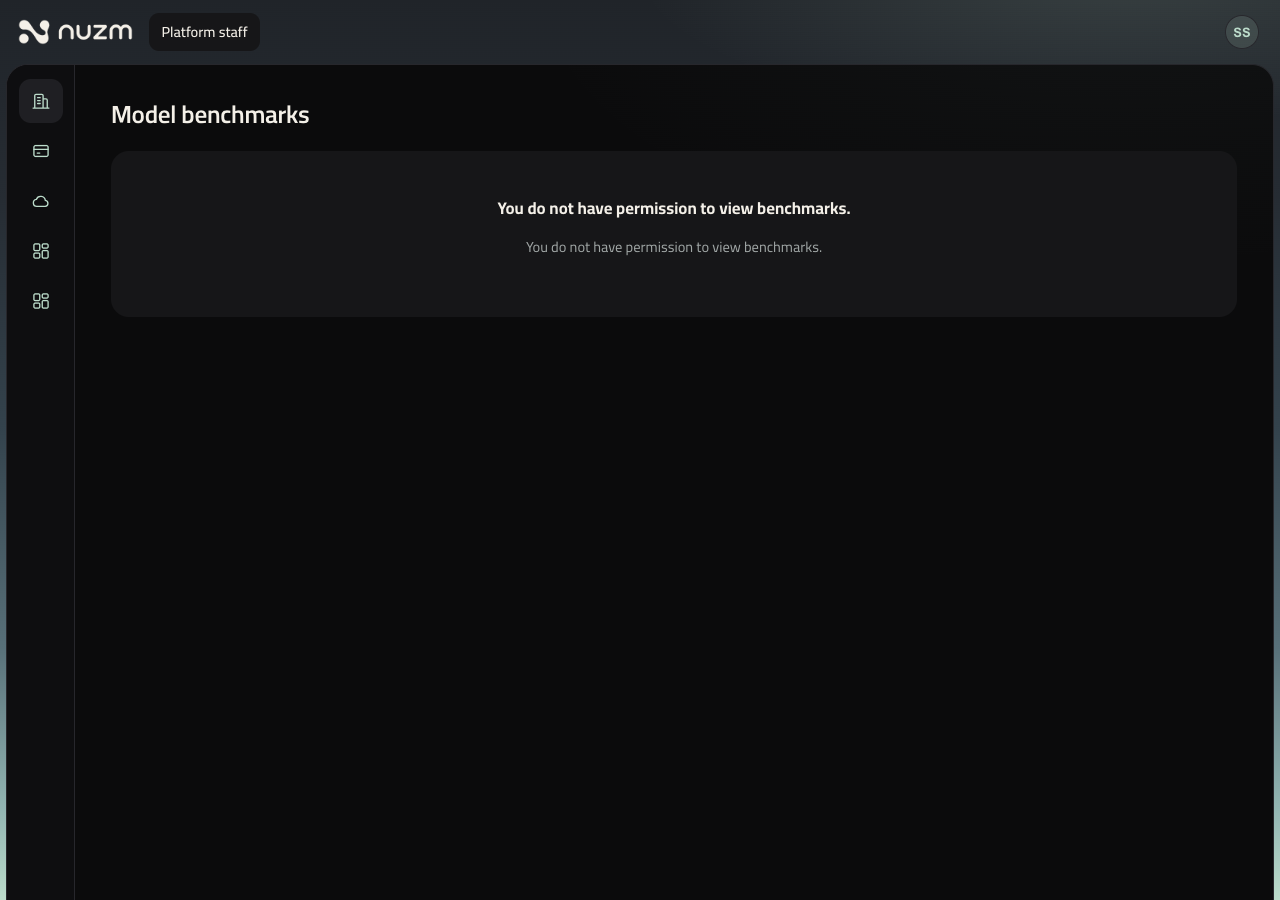 nuzm
Platform staff
SS
Model benchmarks
You do not have permission to view benchmarks.
You do not have permission to view benchmarks.